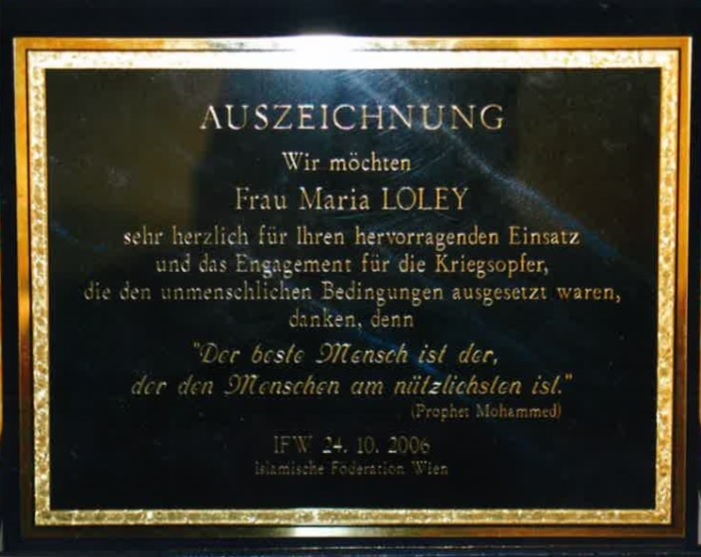 AUSZEICHNUNG
Wir möchten
Frau Maria LOLEY
sehr herzlich für Ihren hervorragenden Einsatz
und das Engagement für die Kriegsopfer,
die den unmenschlichen Bedingungen ausgesetzt waren,
danken, denn
"Der beste Mensch ist der,
der den Menschen am nützlichsten ist."
(Prophet Mohammed)
IFW 24. 10. 2006
Islamische Föderation Wien